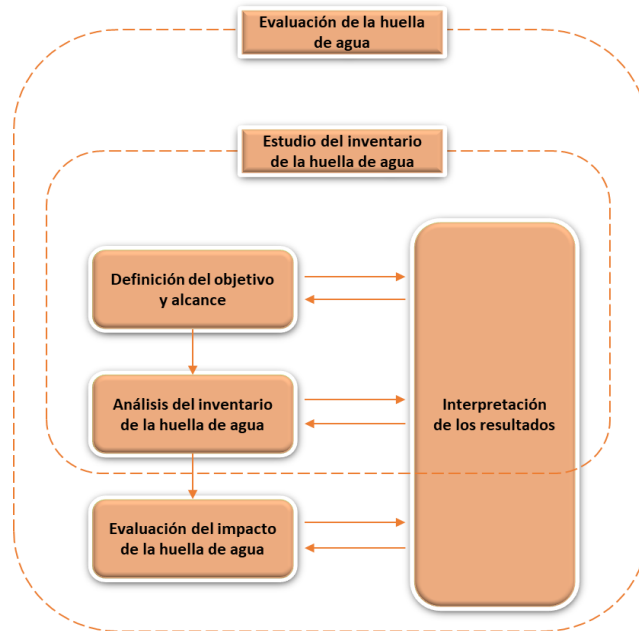 Evaluación de la huella
de agua
Estudio del inventario
de la huella de agua
Definición del objetivo
y alcance
Análisis del inventario
de la huella de agua
Interpretación
de los resultados
Evaluación del impacto
de la huella de agua